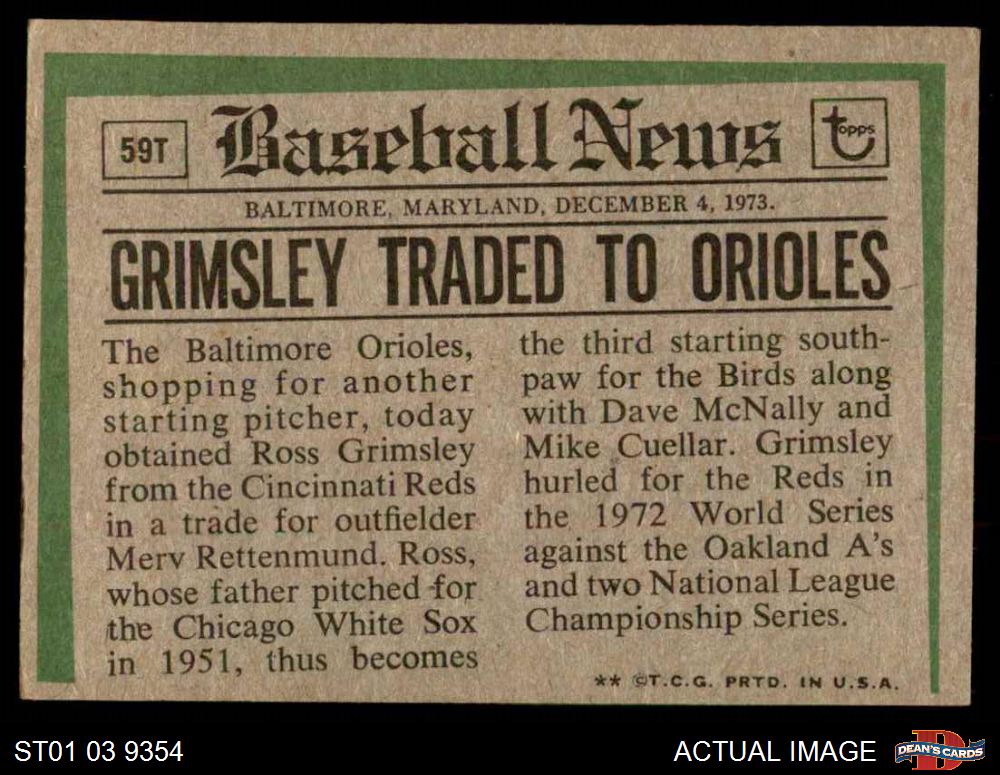 59T
Baseball News
topps
BALTIMORE, MARYLAND, DECEMBER 4, 1973.
GRIMSLEY TRADED TO ORIOLES
The Baltimore Orioles,
shopping for another
starting pitcher, today
obtained Ross Grimsley
from the Cincinnati Reds
in a trade for outfielder
Merv Rettenmund. Ross,
whose father pitched for
the Chicago White Sox
in 1951, thus becomes
the third starting south-
paw for the Birds along
with Dave McNally and
Mike Cuellar. Grimsley
hurled for the Reds in
the 1972 World Series
against the Oakland A's
and two National League
Championship Series.
** ©T.C.G. PRTD. IN U.S.A.
ST01 03 9354
ACTUAL IMAGE
DEAN'S CARDS